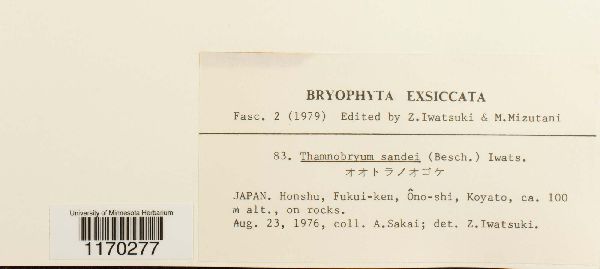 BRYOPHYTA EXSICCATA
Fasc. 2 (1979) Edited by Z.Iwatsuki & M.Mizutani
83. Thamnobryum sandei (Besch.) Iwats.
オオトラノオゴケ
JAPAN. Honshu, Fukui-ken, Ôno-shi, Koyato, ca. 100
m alt., on rocks.
Aug. 23, 1976, coll. A.Sakai; det. Z.Iwatsuki.
University of Minnesota Herbarium
1170277